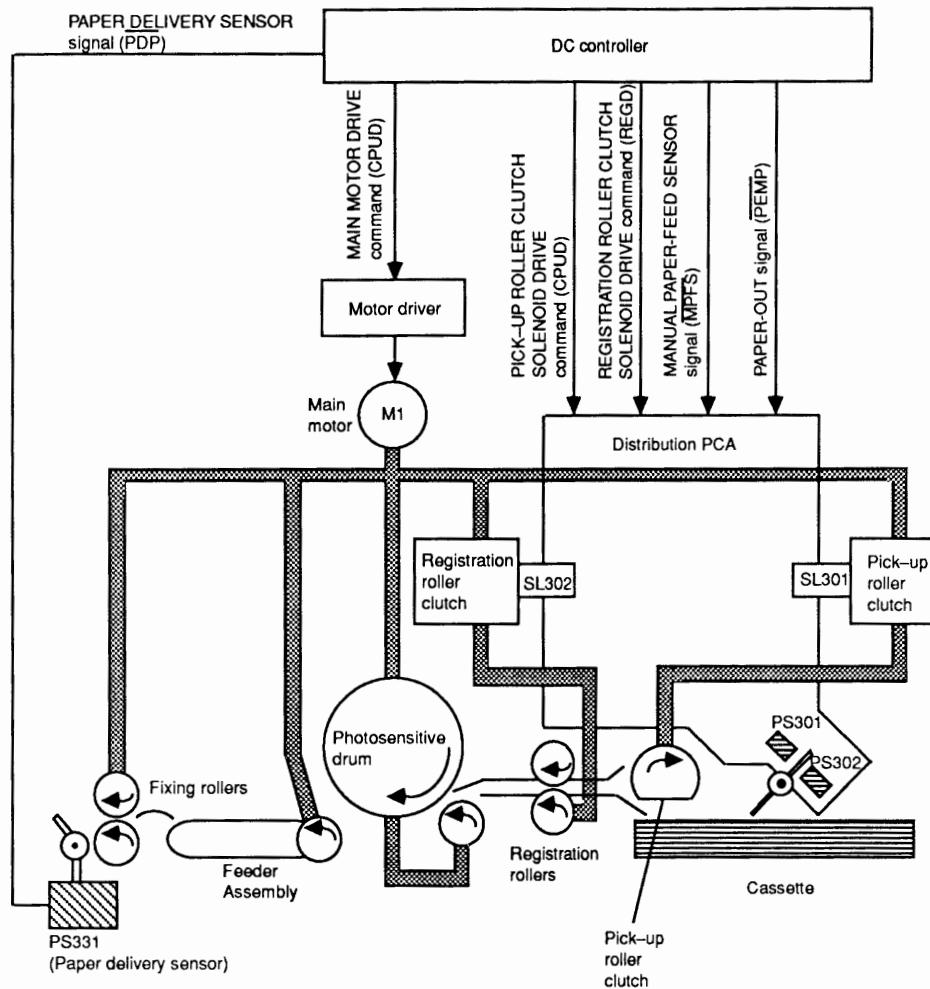 PAPER DELIVERY SENSOR
signal (PDP)
DC controller
MAIN MOTOR DRIVE
command (CPUD)
PICK–UP ROLLER CLUTCH
SOLENOID DRIVE
command (CPUD)
REGISTRATION ROLLER CLUTCH
SOLENOID DRIVE command (REGD)
MANUAL PAPER-FEED SENSOR
signal (MPFS)
PAPER-OUT signal (PEMP)
Motor driver
Main
motor
M1
Distribution PCA
Registration
roller
clutch
SL302
SL301
Pick–up
roller
clutch
Photosensitive
drum
PS301
PS302
Fixing rollers
Feeder
Assembly
Registration
rollers
Cassette
PS331
(Paper delivery sensor)
Pick–up
roller
clutch